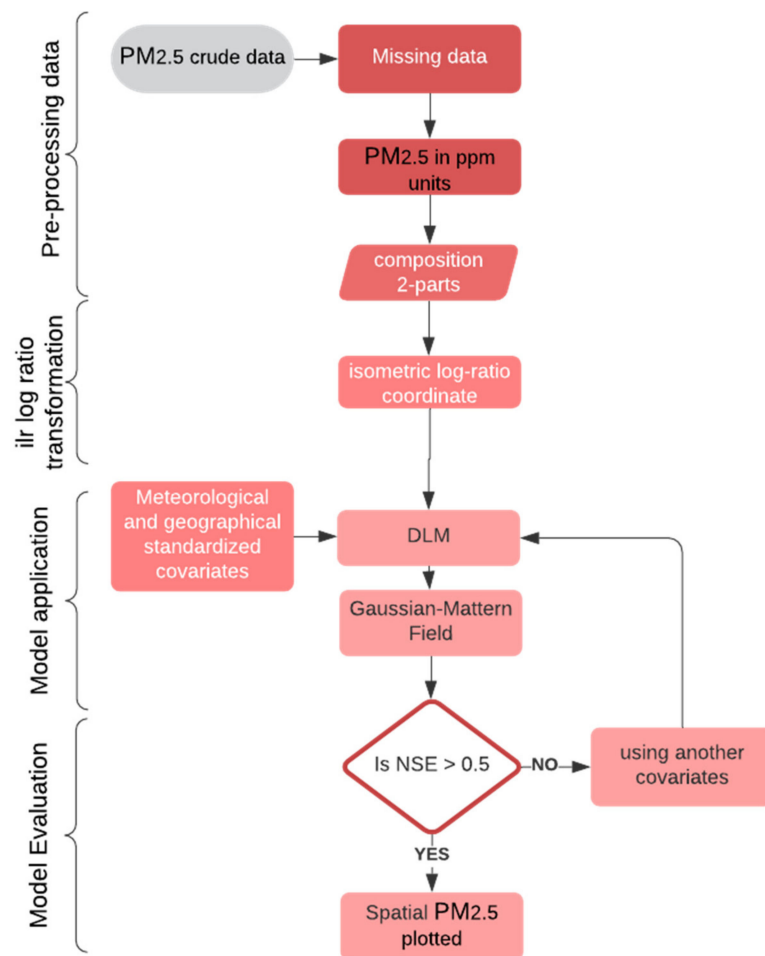 Pre-processing data
PM2.5 crude data
Missing data
PM2.5 in ppm
units
composition
2-parts
ilr log ratio
transformation
isometric log-ratio
coordinate
Model application
Meteorological
and geographical
standardized
covariates
DLM
Gaussian-Mattern
Field
Model Evaluation
Is NSE > 0.5
NO
using another
covariates
YES
Spatial PM2.5
plotted